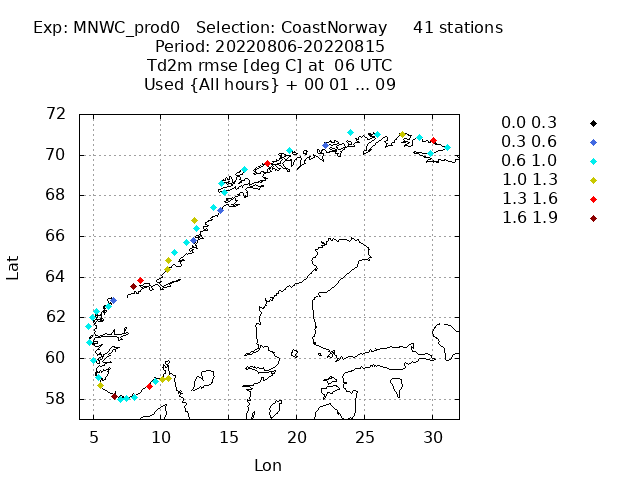 Exp: MNWC_prod0   Selection: CoastNorway     41 stations
Period: 20220806-20220815
Td2m rmse [deg C] at  06 UTC
Used {All hours} + 00 01 ... 09
72
70
68
66
64
62
60
58
Lat
5 10 15 20 25 30
Lon
0.0 0.3
0.3 0.6
0.6 1.0
1.0 1.3
1.3 1.6
1.6 1.9